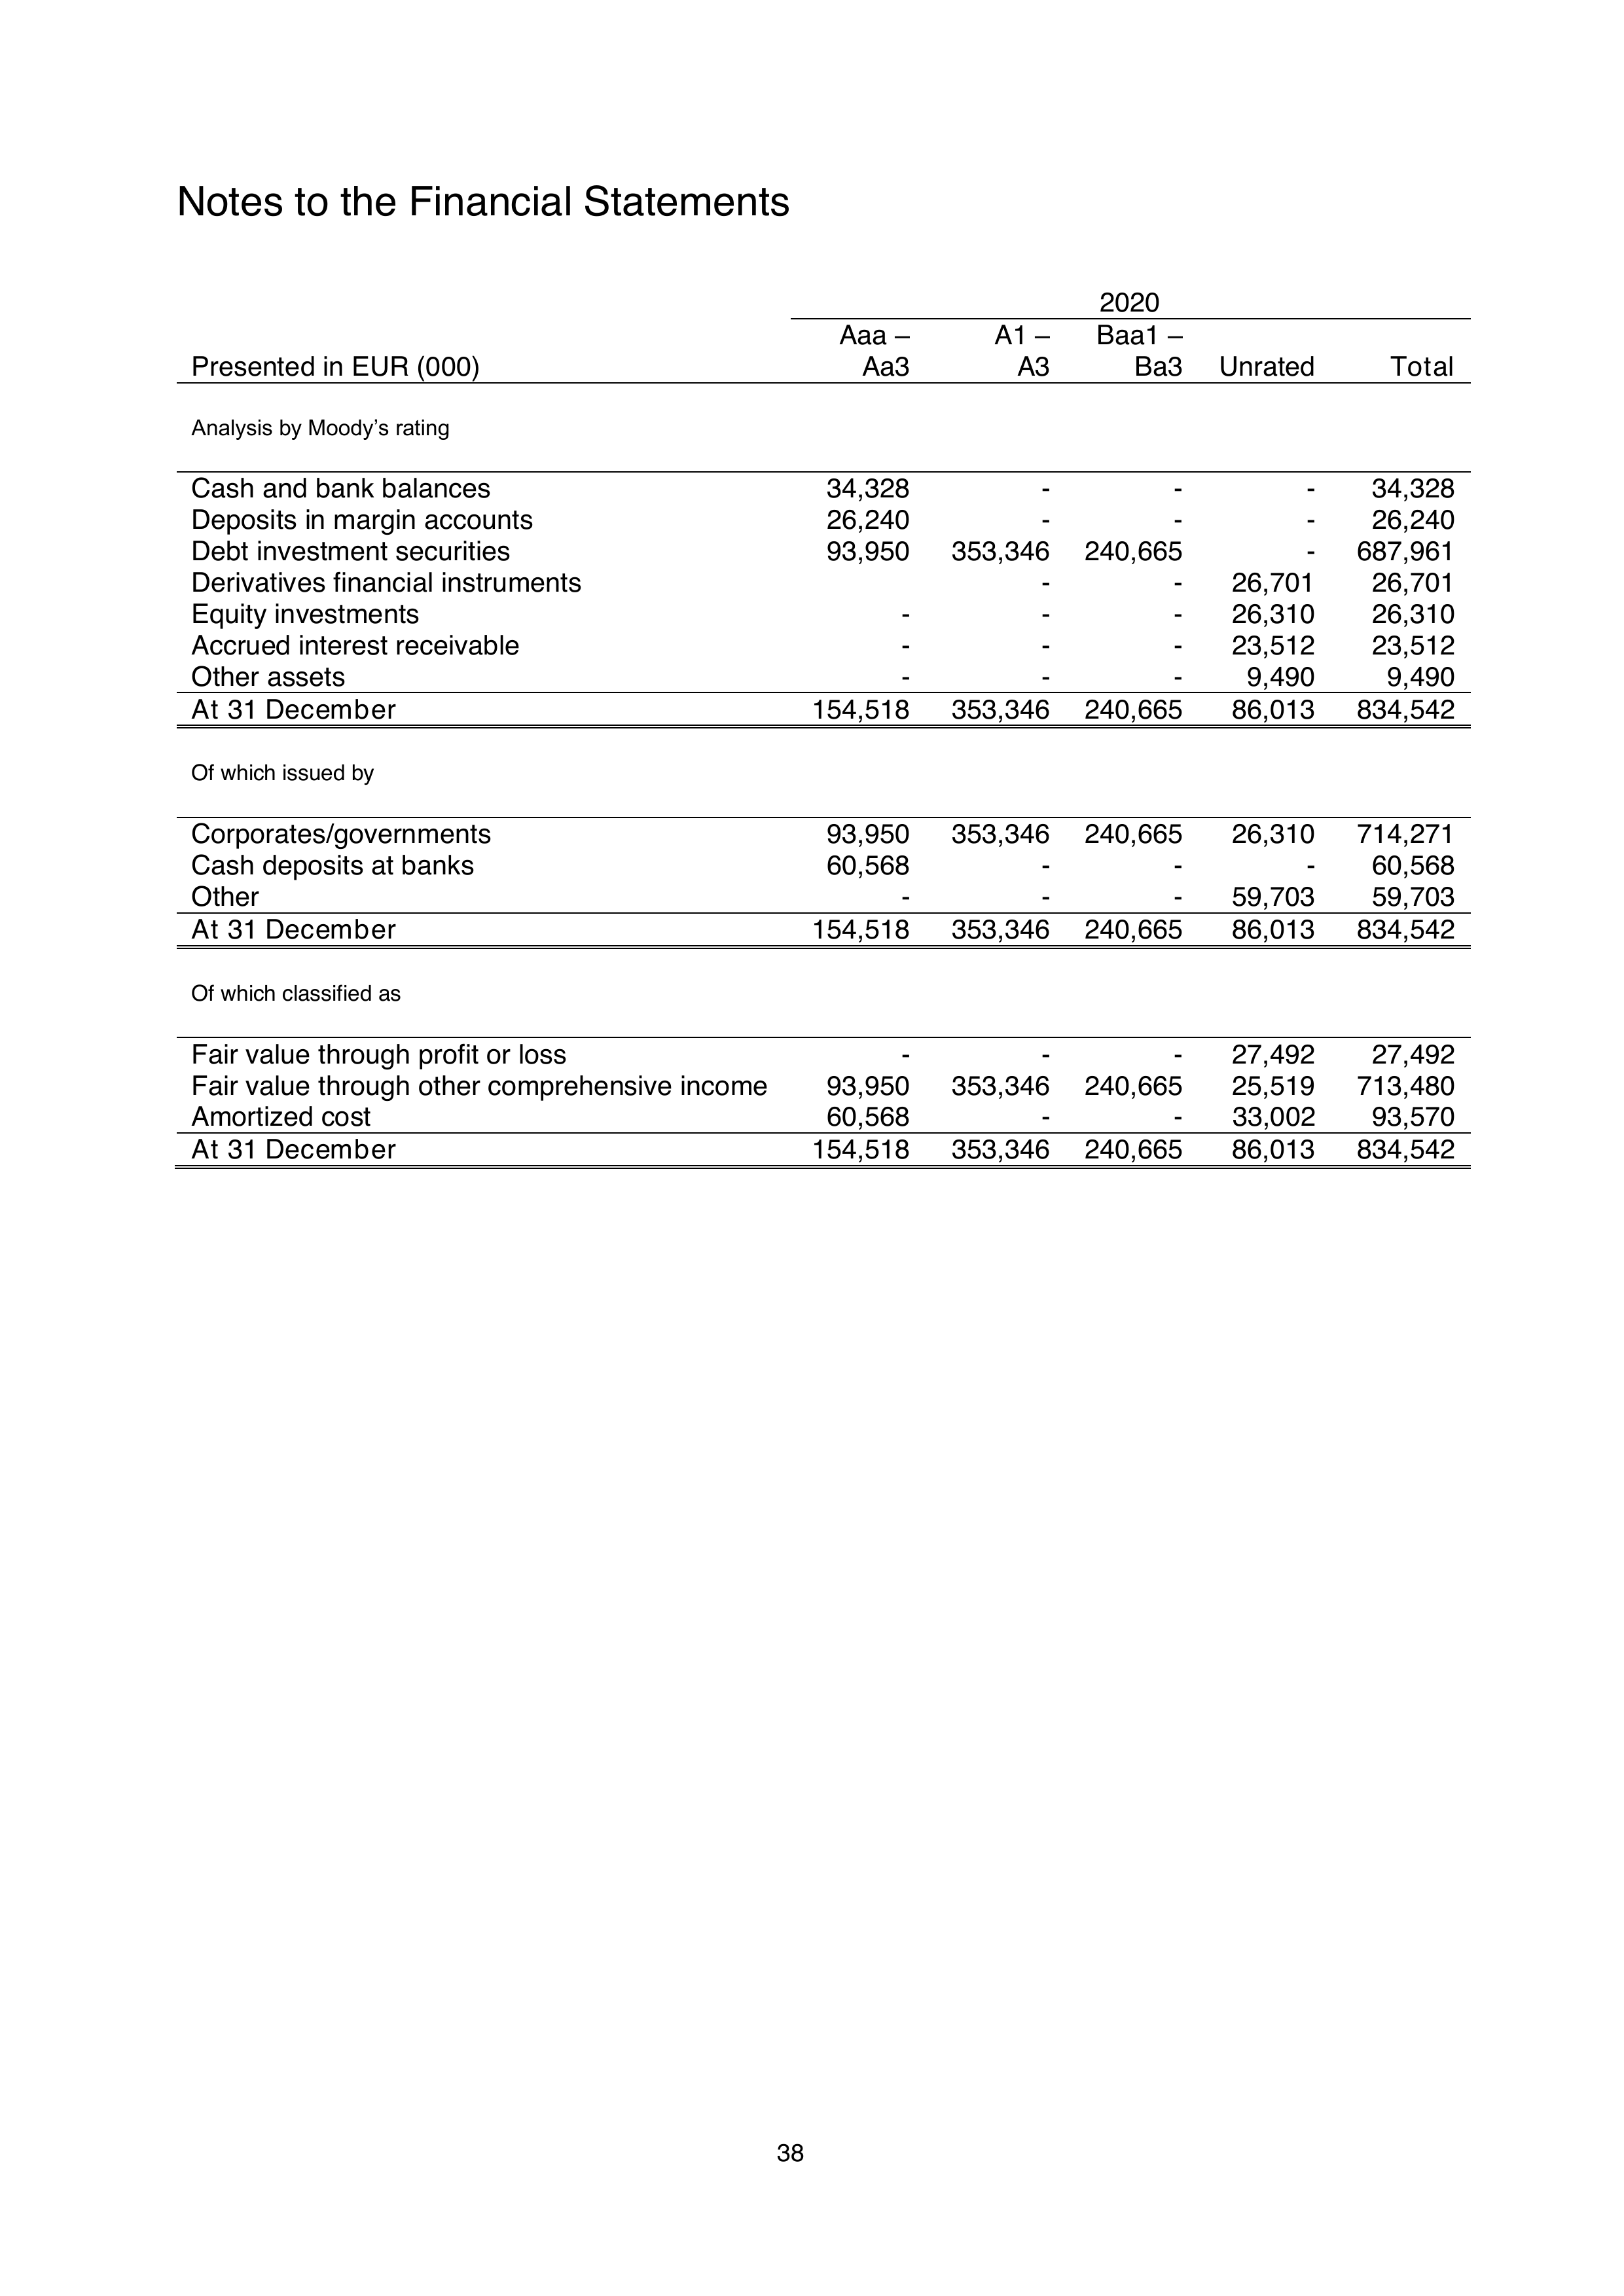 Notes to the Financial Statements
2020
Aaa – A1 – Baa1 –
Presented in EUR (000) Aa3 A3 Ba3 Unrated Total
Analysis by Moody’s rating
Cash and bank balances 34,328 - - - 34,328
Deposits in margin accounts 26,240 - - - 26,240
Debt investment securities 93,950 353,346 240,665 - 687,961
Derivatives financial instruments - - 26,701 26,701
Equity investments - - - 26,310 26,310
Accrued interest receivable - - - 23,512 23,512
Other assets - - - 9,490 9,490
At 31 December 154,518 353,346 240,665 86,013 834,542
Of which issued by
Corporates/governments 93,950 353,346 240,665 26,310 714,271
Cash deposits at banks 60,568 - - - 60,568
Other - - - 59,703 59,703
At 31 December 154,518 353,346 240,665 86,013 834,542
Of which classified as
Fair value through profit or loss - - - 27,492 27,492
Fair value through other comprehensive income 93,950 353,346 240,665 25,519 713,480
Amortized cost 60,568 - - 33,002 93,570
At 31 December 154,518 353,346 240,665 86,013 834,542
38